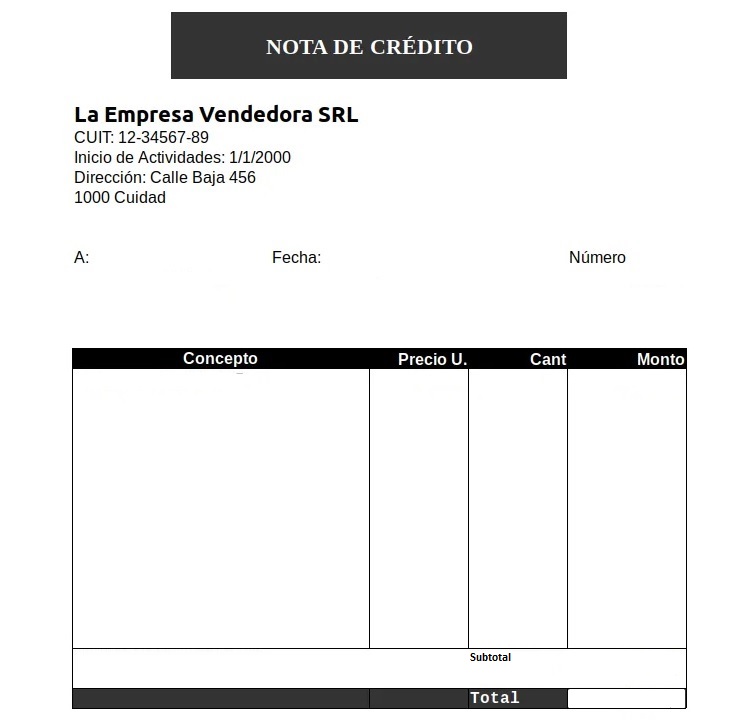 NOTA DE CRÉDITO
La Empresa Vendedora SRL
CUIT: 12-34567-89
Inicio de Actividades: 1/1/2000
Dirección: Calle Baja 456
1000 Cuidad
A: Fecha: Número
Concepto Precio U. Cant Monto
Subtotal
Total